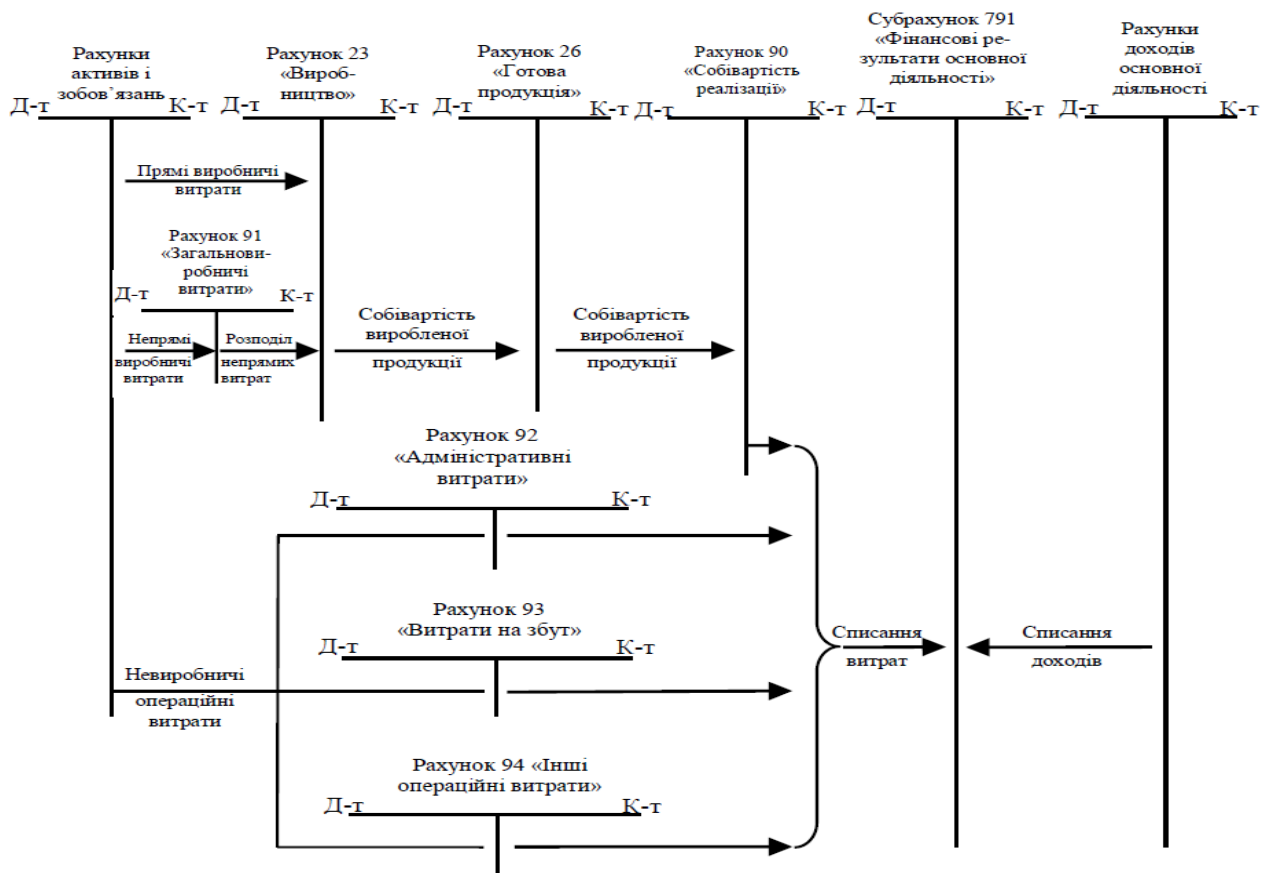 Рахунки
активів і
зобов’язань
Д-т К-т
Рахунок 23
«Вироб-
ництво»
Д-т К-т
Рахунок 26
«Готова
продукція»
Д-т К-т
Рахунок 90
«Собівартість
реалізації»
Д-т К-т
Субрахунок 791
«Фінансові ре-
зультати основної
діяльності»
Д-т К-т
Рахунки
доходів
основної
діяльності
Д-т К-т
Прямі виробничі
витрати
Рахунок 91
«Загальнови-
робничі
витрати»
Д-т К-т
Непрямі
виробничі
витрати
Розподіл
непрямих
витрат
Собівартість
виробленої
продукції
Собівартість
виробленої
продукції
Рахунок 92
«Адміністративні
витрати»
Д-т К-т
Рахунок 93
«Витрати на збут»
Д-т К-т
Невиробничі
операційні
витрати
Списання
витрат
Списання
доходів
Рахунок 94 «Інші
операційні витрати»
Д-т К-т